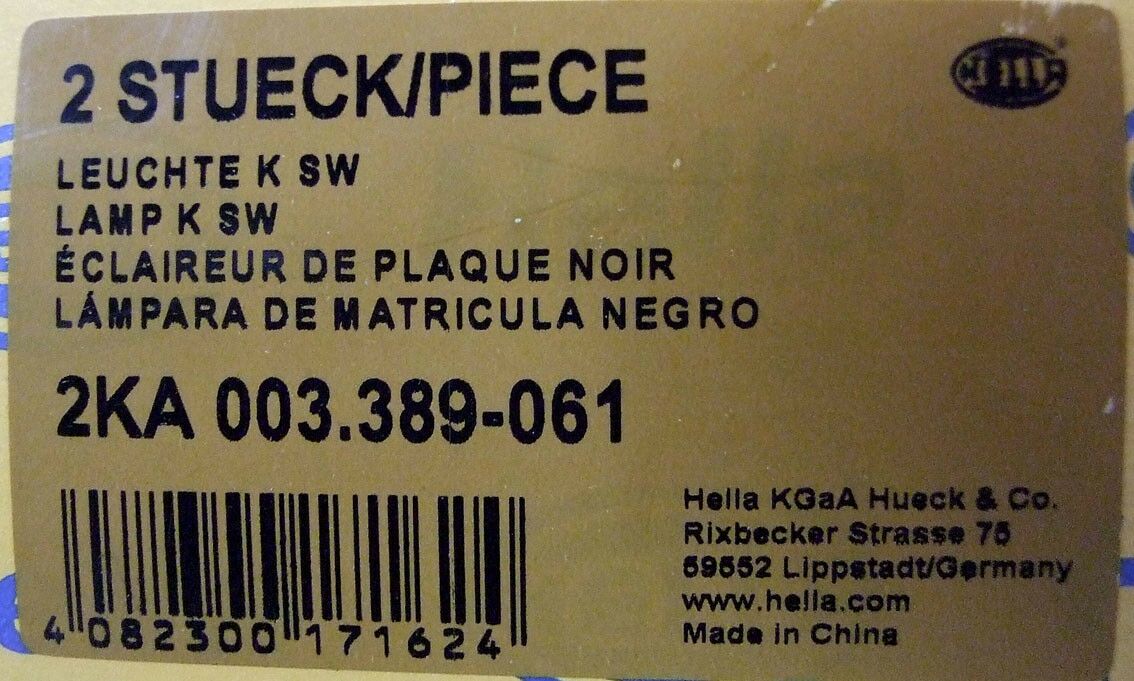 2 STUECK/PIECE
HELLA
LEUCHTE K SW
LAMP K SW
ÉCLAIREUR DE PLAQUE NOIR
LÁMPARA DE MATRICULA NEGRO
2KA 003.389-061
4 082300 171624
Hella KGaA Hueck & Co.
Rixbecker Strasse 75
59552 Lippstadt/Germany
www.hella.com
Made in China